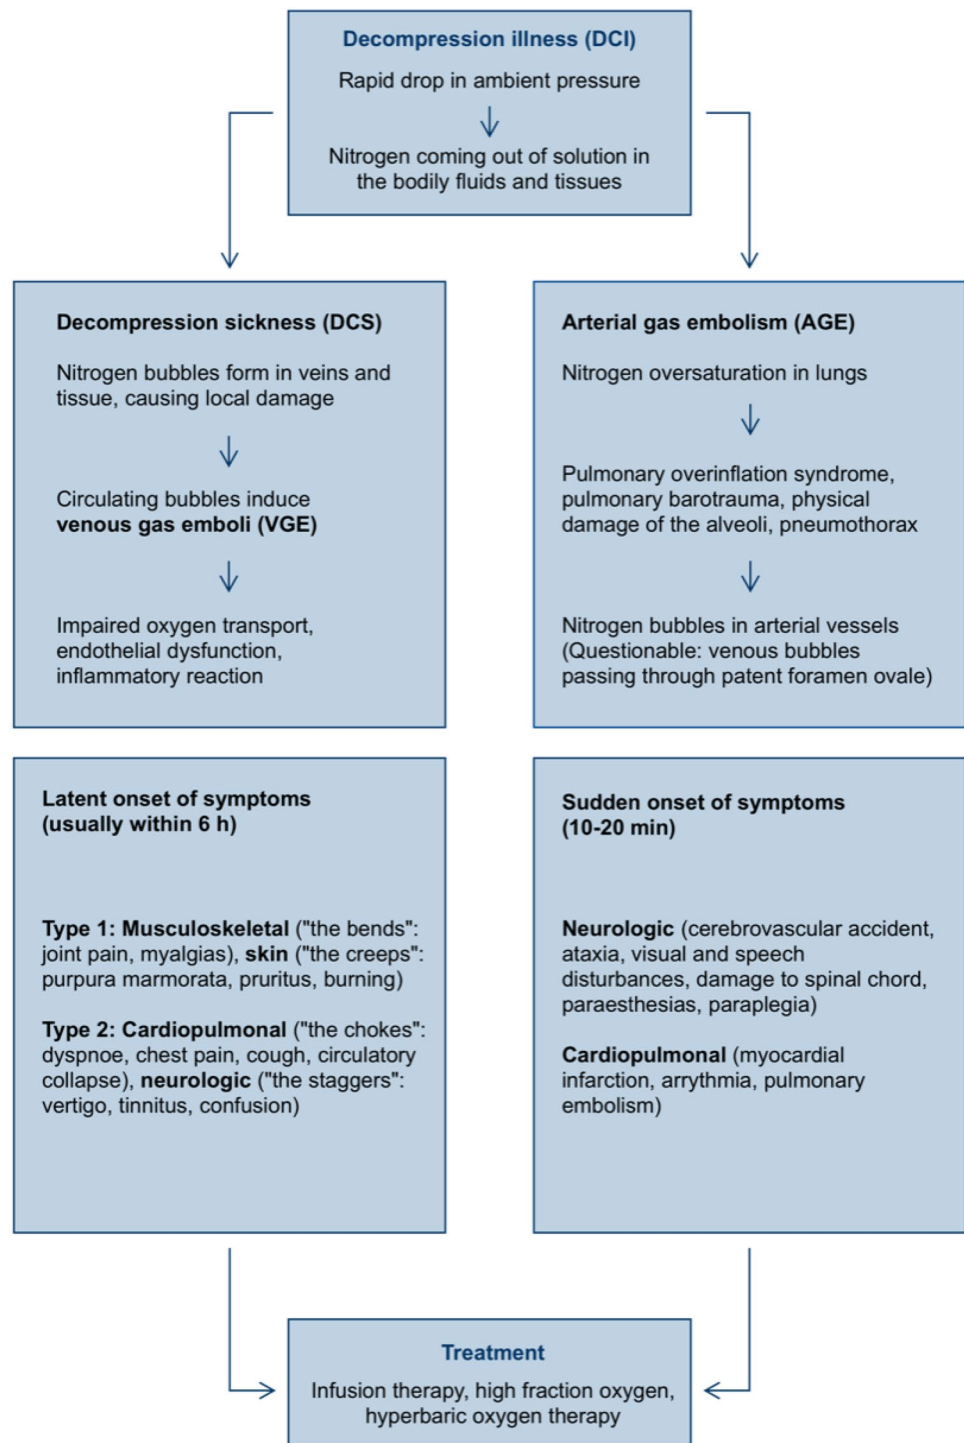 Decompression illness (DCI)
Rapid drop in ambient pressure
Nitrogen coming out of solution in
the bodily fluids and tissues
Decompression sickness (DCS)
Nitrogen bubbles form in veins and
tissue, causing local damage
Circulating bubbles induce
venous gas emboli (VGE)
Impaired oxygen transport,
endothelial dysfunction,
inflammatory reaction
Arterial gas embolism (AGE)
Nitrogen oversaturation in lungs
Pulmonary overinflation syndrome,
pulmonary barotrauma, physical
damage of the alveoli, pneumothorax
Nitrogen bubbles in arterial vessels
(Questionable: venous bubbles
passing through patent foramen ovale)
Latent onset of symptoms
(usually within 6 h)
Type 1: Musculoskeletal ("the bends":
joint pain, myalgias), skin ("the creeps":
purpura marmorata, pruritus, burning)
Type 2: Cardiopulmonal ("the chokes":
dyspnoe, chest pain, cough, circulatory
collapse), neurologic ("the staggers":
vertigo, tinnitus, confusion)
Sudden onset of symptoms
(10-20 min)
Neurologic (cerebrovascular accident,
ataxia, visual and speech
disturbances, damage to spinal chord,
paraesthesias, paraplegia)
Cardiopulmonal (myocardial
infarction, arrythmia, pulmonary
embolism)
Treatment
Infusion therapy, high fraction oxygen,
hyperbaric oxygen therapy